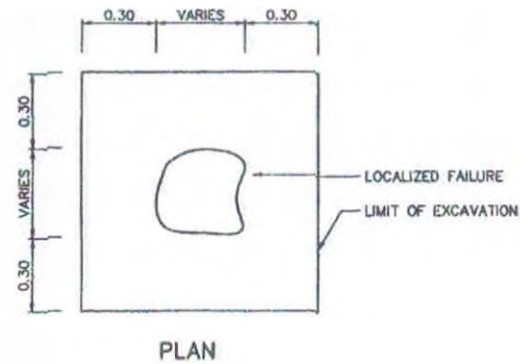 0.30 VARIES 0.30
0.30
VARIES
0.30
LOCALIZED FAILURE
LIMIT OF EXCAVATION
PLAN